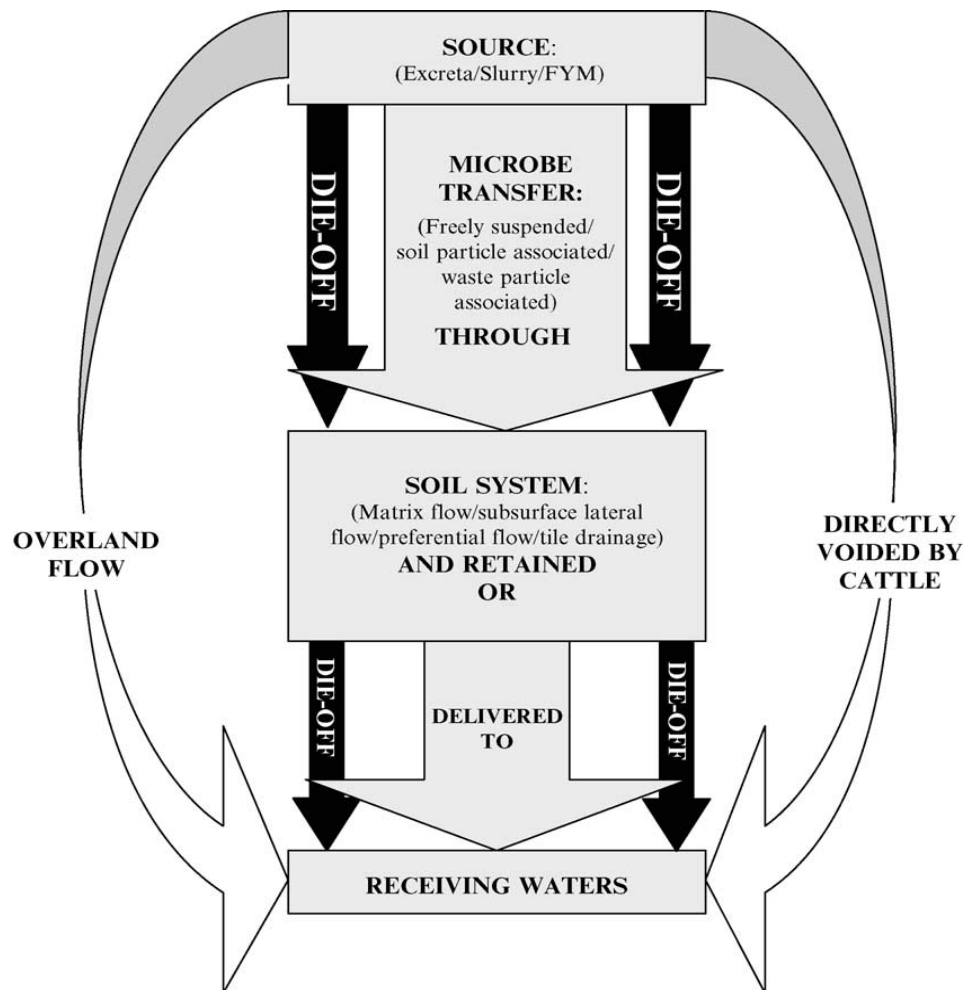 SOURCE:
(Excreta/Slurry/FYM)
DIE-OFF
MICROBE
TRANSFER:
(Freely suspended/
soil particle associated/
waste particle
associated)
THROUGH
DIE-OFF
OVERLAND
FLOW
SOIL SYSTEM:
(Matrix flow/subsurface lateral
flow/preferential flow/tile drainage)
AND RETAINED
OR
DIRECTLY
VOIDED BY
CATTLE
DIE-OFF
DELIVERED
TO
DIE-OFF
RECEIVING WATERS